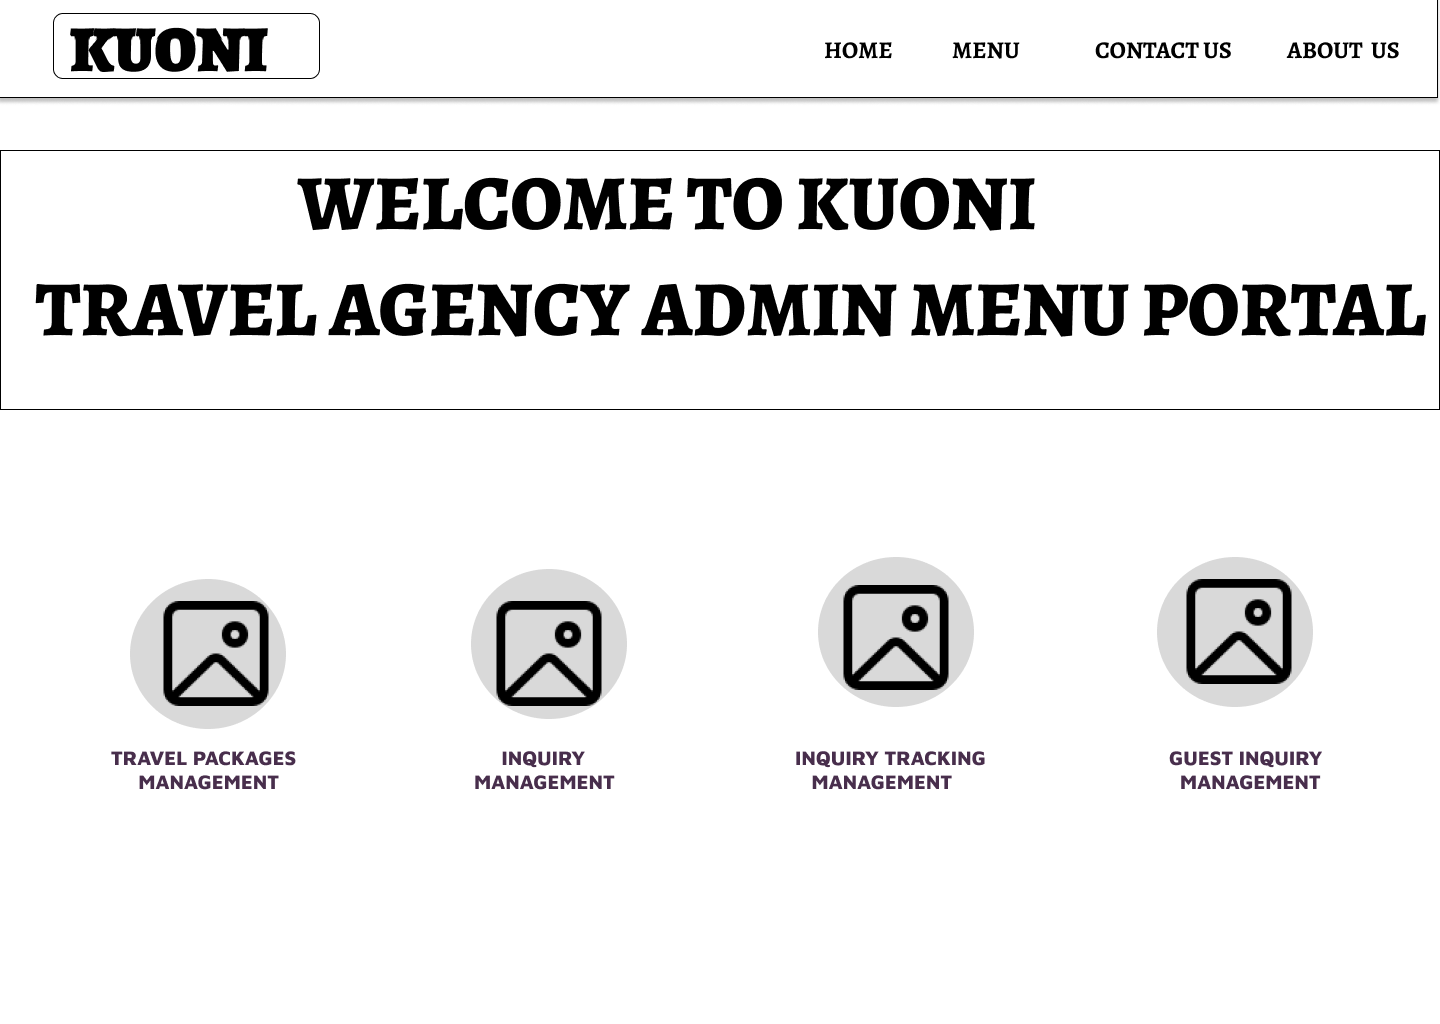 KUONI
HOME MENU CONTACT US ABOUT US
WELCOME TO KUONI
TRAVEL AGENCY ADMIN MENU PORTAL
TRAVEL PACKAGES
MANAGEMENT
INQUIRY
MANAGEMENT
INQUIRY TRACKING
MANAGEMENT
GUEST INQUIRY
MANAGEMENT